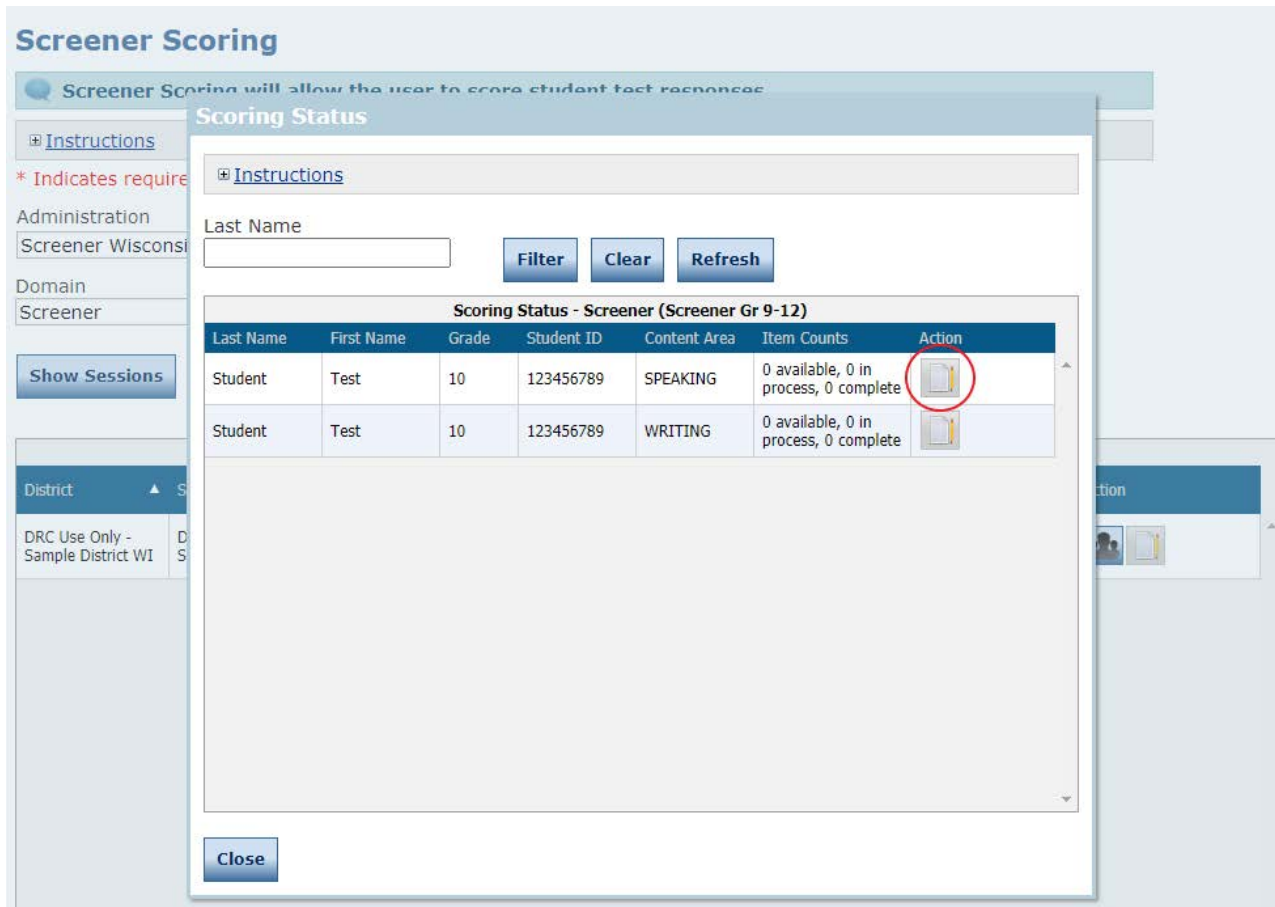 Screener Scoring
Screener Scoring will allow the user to score student test responses
Instructions
* Indicates require
Administration
Screener Wisconsi
Domain
Screener
Show Sessions
Scoring Status
Instructions
Last Name
Filter Clear Refresh
Scoring Status - Screener (Screener Gr 9-12)
Last Name First Name Grade Student ID Content Area Item Counts Action
Student Test 10 123456789 SPEAKING 0 available, 0 in
process, 0 complete
Student Test 10 123456789 WRITING 0 available, 0 in
process, 0 complete
District ▲ S
ction
DRC Use Only - D
Sample District WI S
Close